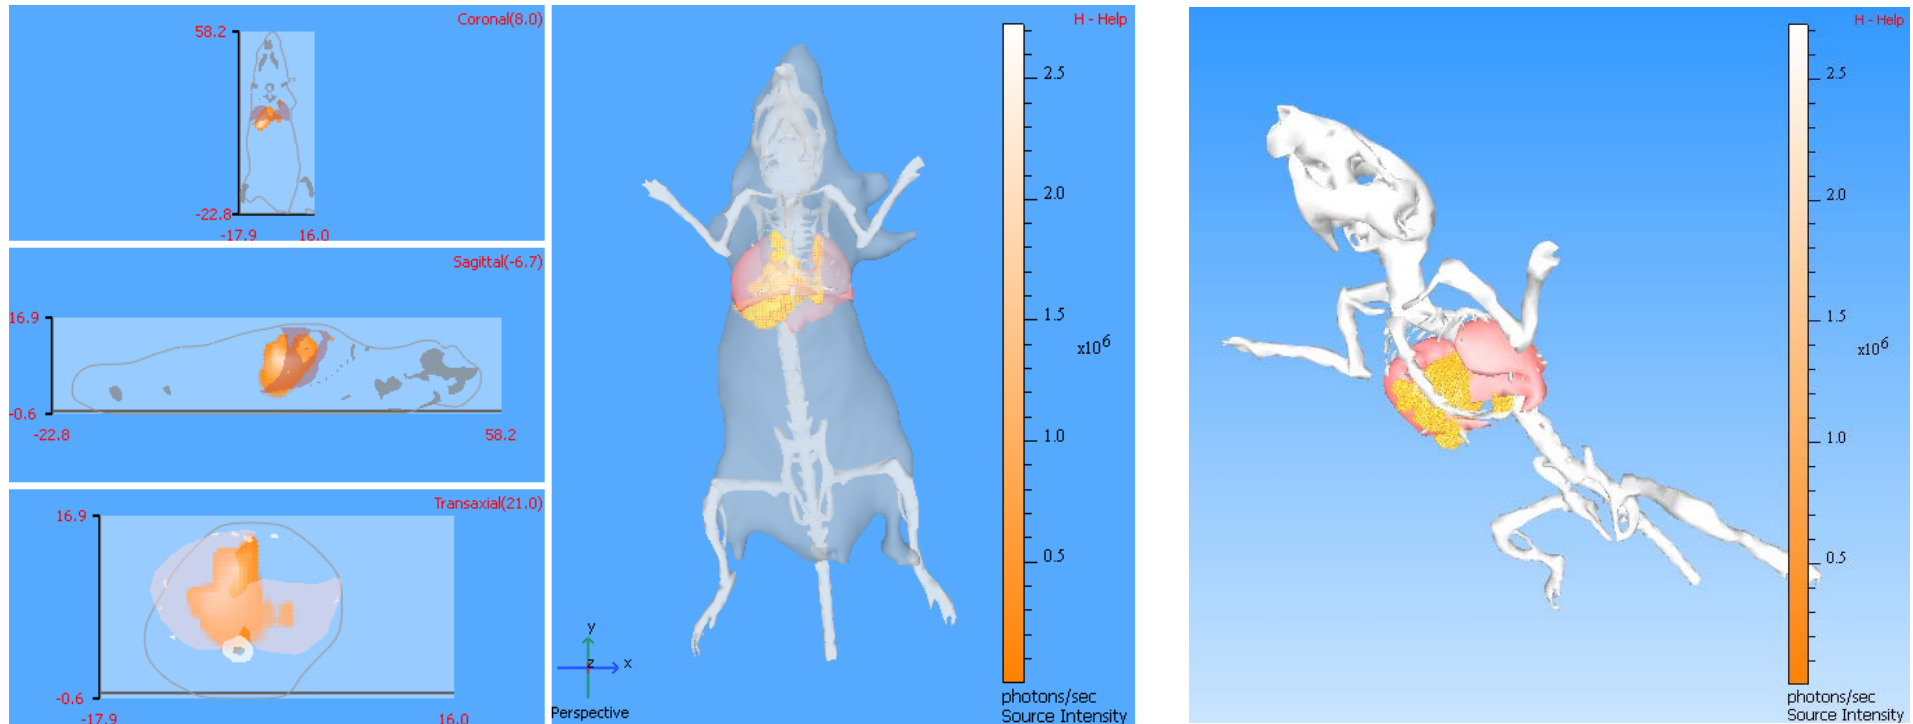 Coronal(8.0)
58.2
-22.8
-17.9 16.0
Sagittal(-6.7)
16.9
-0.6
-22.8 58.2
Transaxial(21.0)
16.9
-0.6
-17.9 16.0
H - Help
2.5
2.0
1.5
x10^6
1.0
0.5
photons/sec
Source Intensity
y
z x
Perspective
H - Help
2.5
2.0
1.5
x10^6
1.0
0.5
photons/sec
Source Intensity